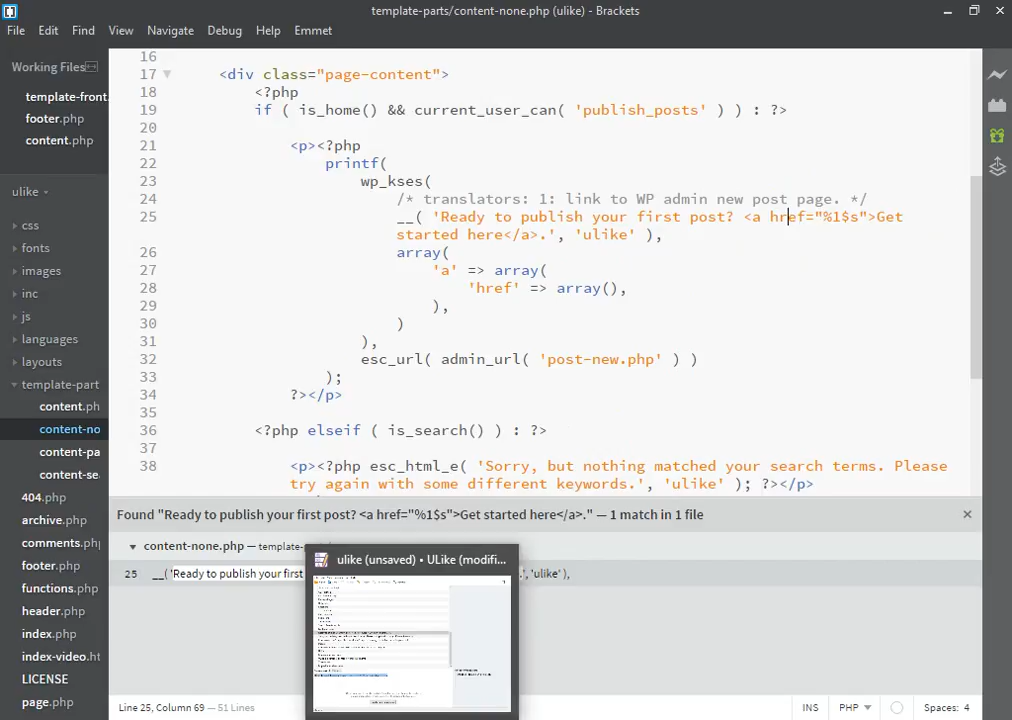 template-parts/content-none.php (ulike) - Brackets
File Edit Find View Navigate Debug Help Emmet
Working Files
template-front.
footer.php
content.php
ulike
css
fonts
images
inc
js
languages
layouts
template-part
content.ph
content-no
content-pa
content-se
404.php
archive.php
comments.php
footer.php
functions.php
header.php
index.php
index-video.ht
LICENSE
page.php
16
17 <div class="page-content">
18 <?php
19 if ( is_home() && current_user_can( 'publish_posts' ) ) : ?>
20
21 <p><?php
22 printf(
23 wp_kses(
24 /* translators: 1: link to WP admin new post page. */
25 __( 'Ready to publish your first post? <a href="%1$s">Get
started here</a>.', 'ulike' ),
26 array(
27 'a' => array(
28 'href' => array(),
29 ),
30 )
31 ),
32 esc_url( admin_url( 'post-new.php' ) )
33 );
34 ?></p>
35
36 <?php elseif ( is_search() ) : ?>
37
38 <p><?php esc_html_e( 'Sorry, but nothing matched your search terms. Please
try again with some different keywords.', 'ulike' ); ?></p>
Found "Ready to publish your first post? <a href="%1$s">Get started here</a>." — 1 match in 1 file
content-none.php — template-
25 __( 'Ready to publish your first .', 'ulike' ),
ulike (unsaved) • ULike (modifi...
Line 25, Column 69 — 51 Lines
INS PHP Spaces: 4